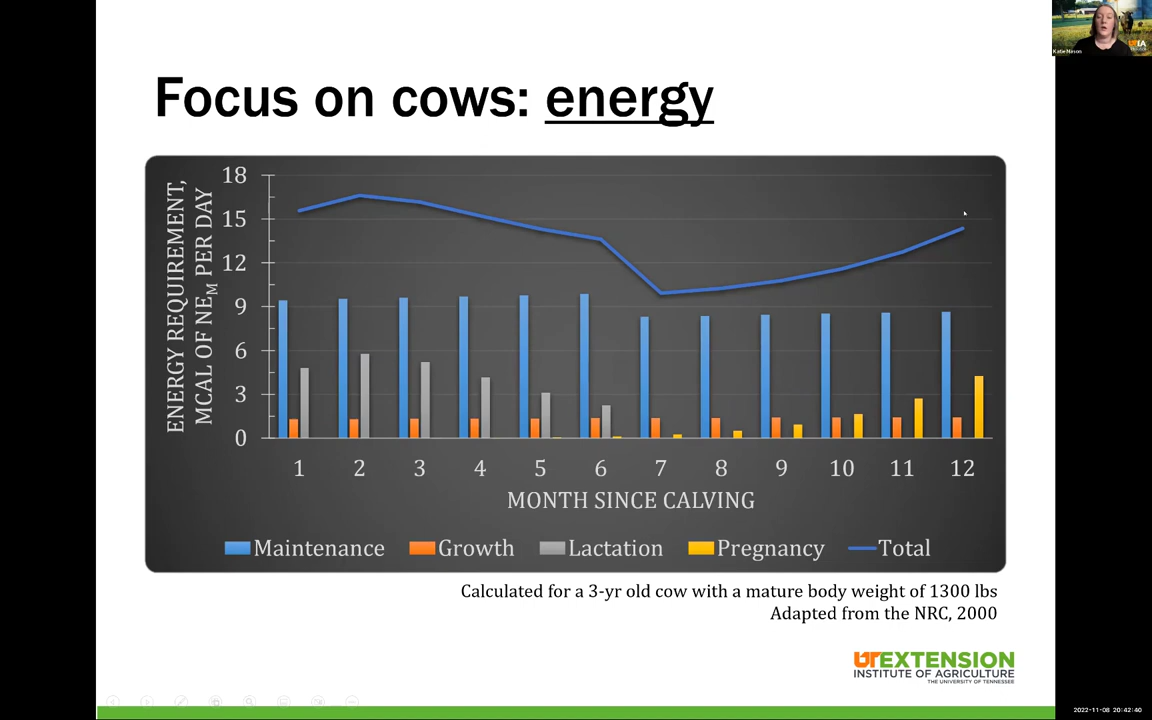 Focus on cows: energy
ENERGY REQUIREMENT,
MCAL OF NEM PER DAY
18
15
12
9
6
3
0
1 2 3 4 5 6 7 8 9 10 11 12
MONTH SINCE CALVING
Maintenance Growth Lactation Pregnancy Total
Calculated for a 3-yr old cow with a mature body weight of 1300 lbs
Adapted from the NRC, 2000
UTEXTENSION
INSTITUTE OF AGRICULTURE
THE UNIVERSITY OF TENNESSEE
Katie Mason
UTIA
2022-11-08 20:42:40